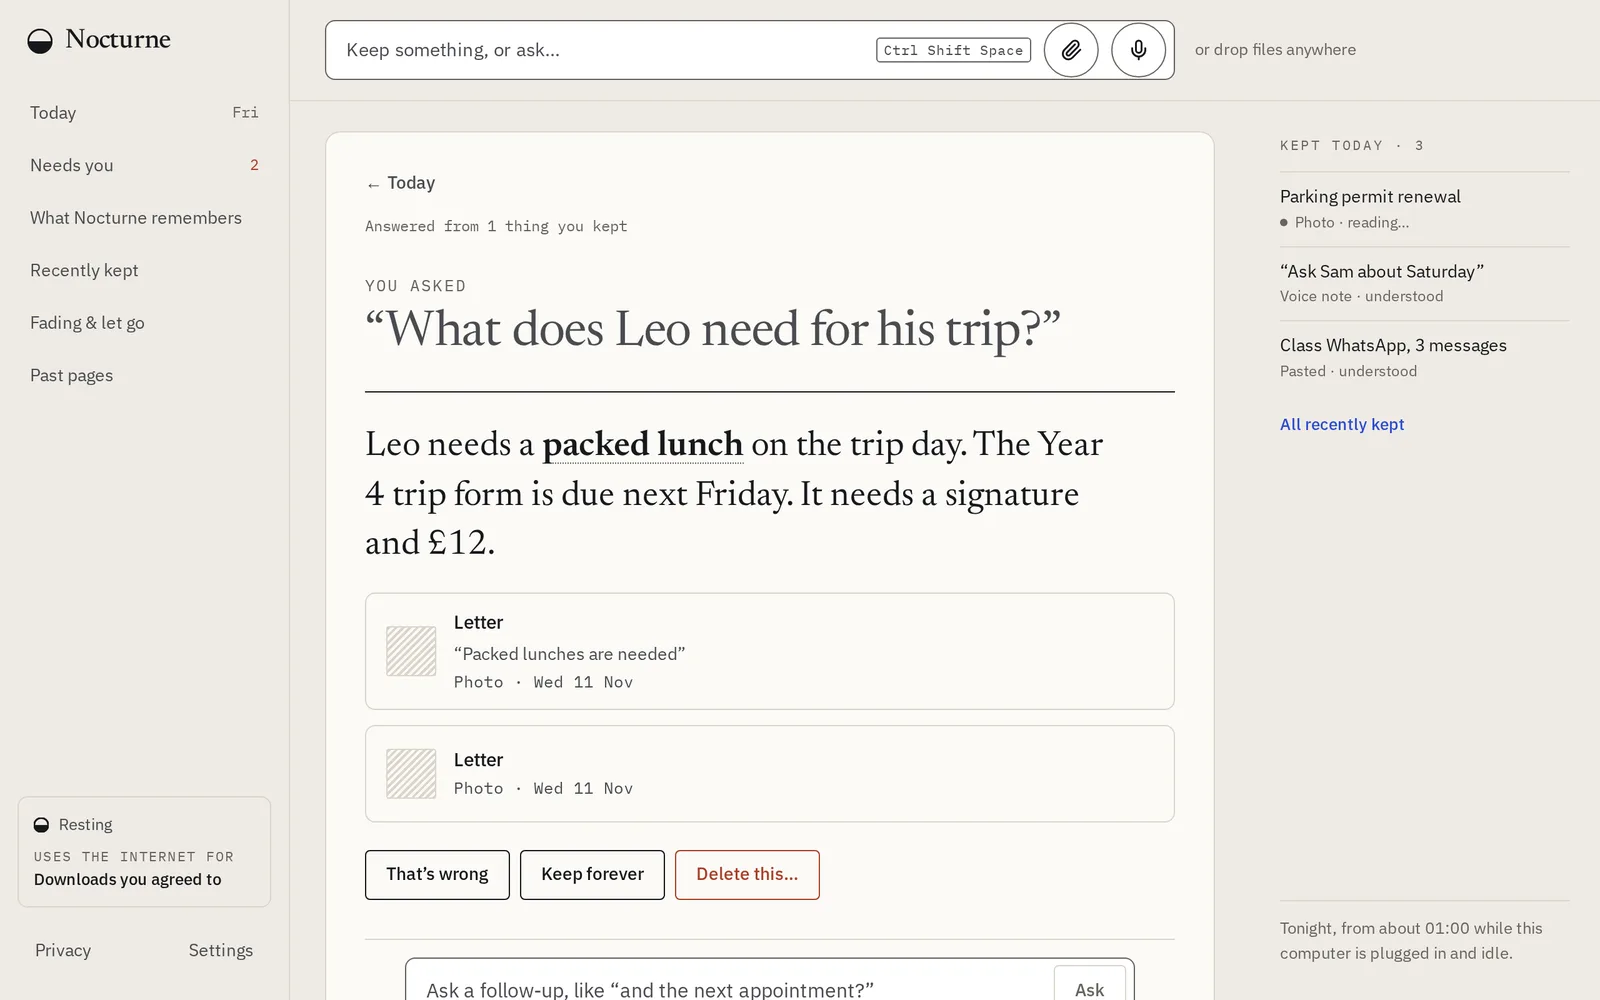 Nocturne
Today Fri
Needs you 2
What Nocturne remembers
Recently kept
Fading & let go
Past pages
Resting
USES THE INTERNET FOR
Downloads you agreed to
Privacy Settings
Keep something, or ask... Ctrl Shift Space
or drop files anywhere
← Today
Answered from 1 thing you kept
YOU ASKED
“What does Leo need for his trip?”
Leo needs a packed lunch on the trip day. The Year
4 trip form is due next Friday. It needs a signature
and £12.
Letter
“Packed lunches are needed”
Photo · Wed 11 Nov
Letter
Photo · Wed 11 Nov
That’s wrong Keep forever Delete this...
Ask a follow-up, like “and the next appointment?” Ask
KEPT TODAY · 3
Parking permit renewal
Photo · reading...
“Ask Sam about Saturday”
Voice note · understood
Class WhatsApp, 3 messages
Pasted · understood
All recently kept
Tonight, from about 01:00 while this
computer is plugged in and idle.